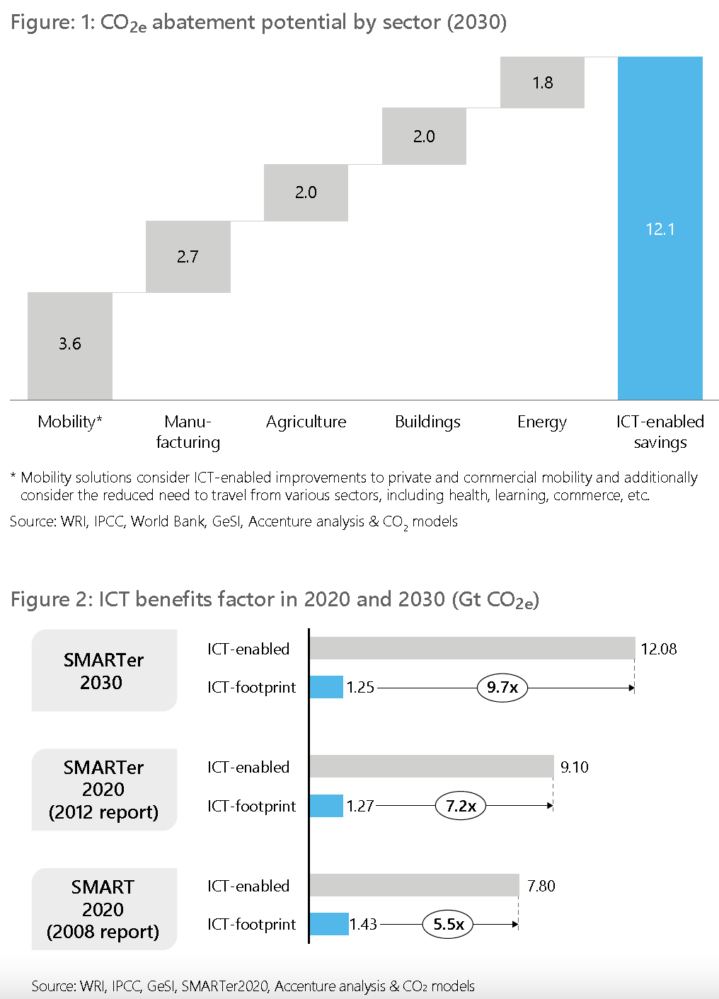 Figure: 1: CO2e abatement potential by sector (2030)
1.8
2.0
2.0
12.1
2.7
3.6
Mobility*
Manu-
facturing
Agriculture
Buildings
Energy
ICT-enabled
savings
* Mobility solutions consider ICT-enabled improvements to private and commercial mobility and additionally
consider the reduced need to travel from various sectors, including health, learning, commerce, etc.
Source: WRI, IPCC, World Bank, GeSI, Accenture analysis & CO2 models
Figure 2: ICT benefits factor in 2020 and 2030 (Gt CO2e)
SMARTer
2030
ICT-enabled
12.08
ICT-footprint
1.25
9.7x
SMARTer
2020
(2012 report)
ICT-enabled
9.10
ICT-footprint
1.27
7.2x
SMART
2020
(2008 report)
ICT-enabled
7.80
ICT-footprint
1.43
5.5x
Source: WRI, IPCC, GeSI, SMARTer2020, Accenture analysis & CO2 models